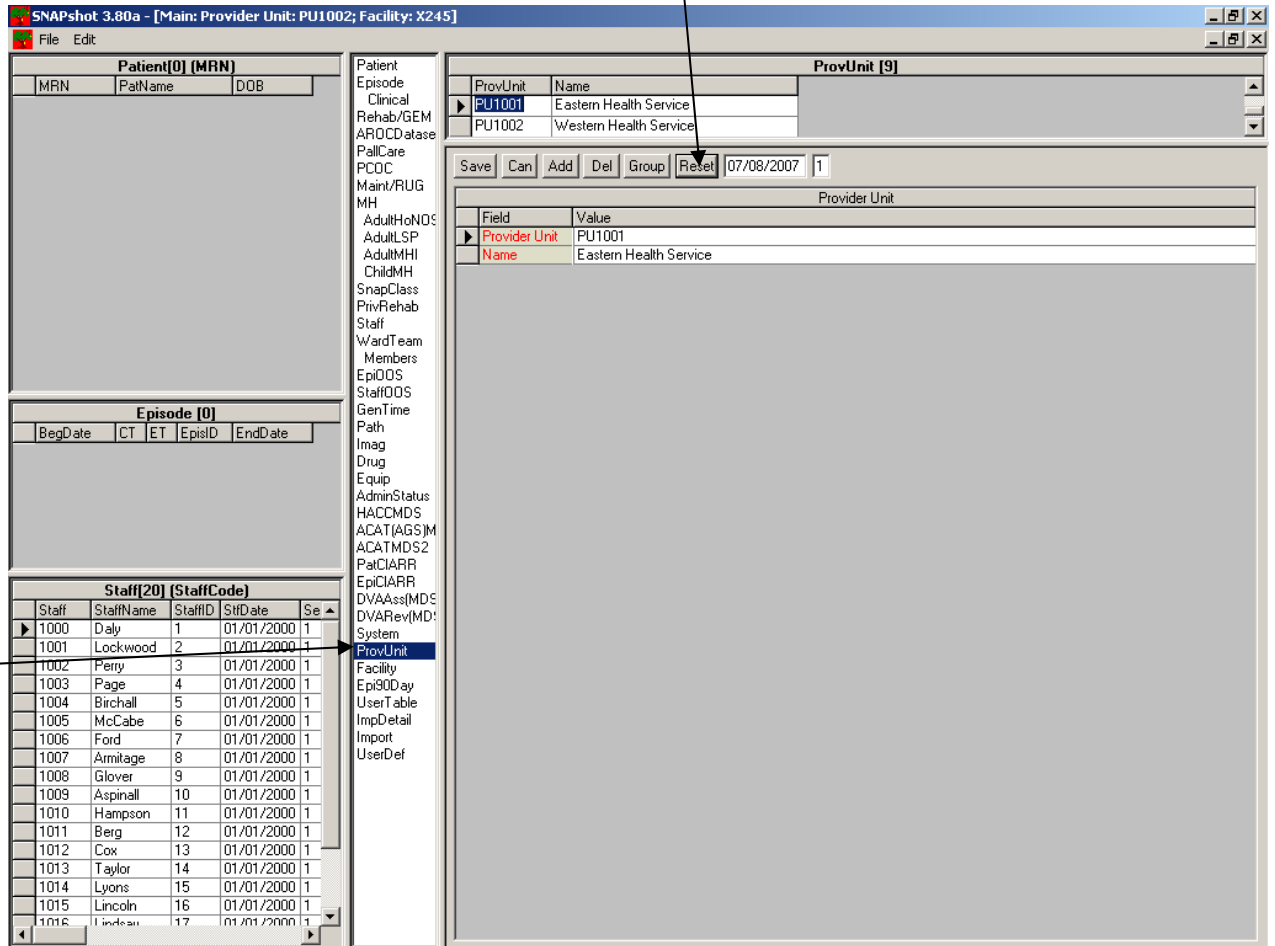 SNAPshot 3.80a - [Main: Provider Unit: PU1002; Facility: X245]
File Edit
Patient[0] (MRN)
MRN PatName DOB
Episode [0]
BegDate CT ET EpisID EndDate
Staff[20] (StaffCode)
Staff StaffName StaffID StfDate Se
1000 Daly 1 01/01/2000 1
1001 Lockwood 2 01/01/2000 1
1002 Perry 3 01/01/2000 1
1003 Page 4 01/01/2000 1
1004 Birchall 5 01/01/2000 1
1005 McCabe 6 01/01/2000 1
1006 Ford 7 01/01/2000 1
1007 Armitage 8 01/01/2000 1
1008 Glover 9 01/01/2000 1
1009 Aspinall 10 01/01/2000 1
1010 Hampson 11 01/01/2000 1
1011 Berg 12 01/01/2000 1
1012 Cox 13 01/01/2000 1
1013 Taylor 14 01/01/2000 1
1014 Lyons 15 01/01/2000 1
1015 Lincoln 16 01/01/2000 1
1016 Lindsay 17 01/01/2000 1
Patient
Episode
Clinical
Rehab/GEM
AROCDatase
PallCare
PCOC
Maint/RUG
MH
AdultHoNOS
AdultLSP
AdultMHI
ChildMH
SnapClass
PrivRehab
Staff
WardTeam
Members
EpiOOS
StaffOOS
GenTime
Path
Imag
Drug
Equip
AdminStatus
HACCMDS
ACAT(AGS)M
ACATMDS2
PatCIARR
EpiCIARR
DVAAss(MDS
DVARev(MD
System
ProvUnit
Facility
Epi90Day
UserTable
ImpDetail
Import
UserDef
ProvUnit [9]
ProvUnit Name
PU1001 Eastern Health Service
PU1002 Western Health Service
Save Can Add Del Group Reset 07/08/2007 1
Provider Unit
Field Value
Provider Unit PU1001
Name Eastern Health Service